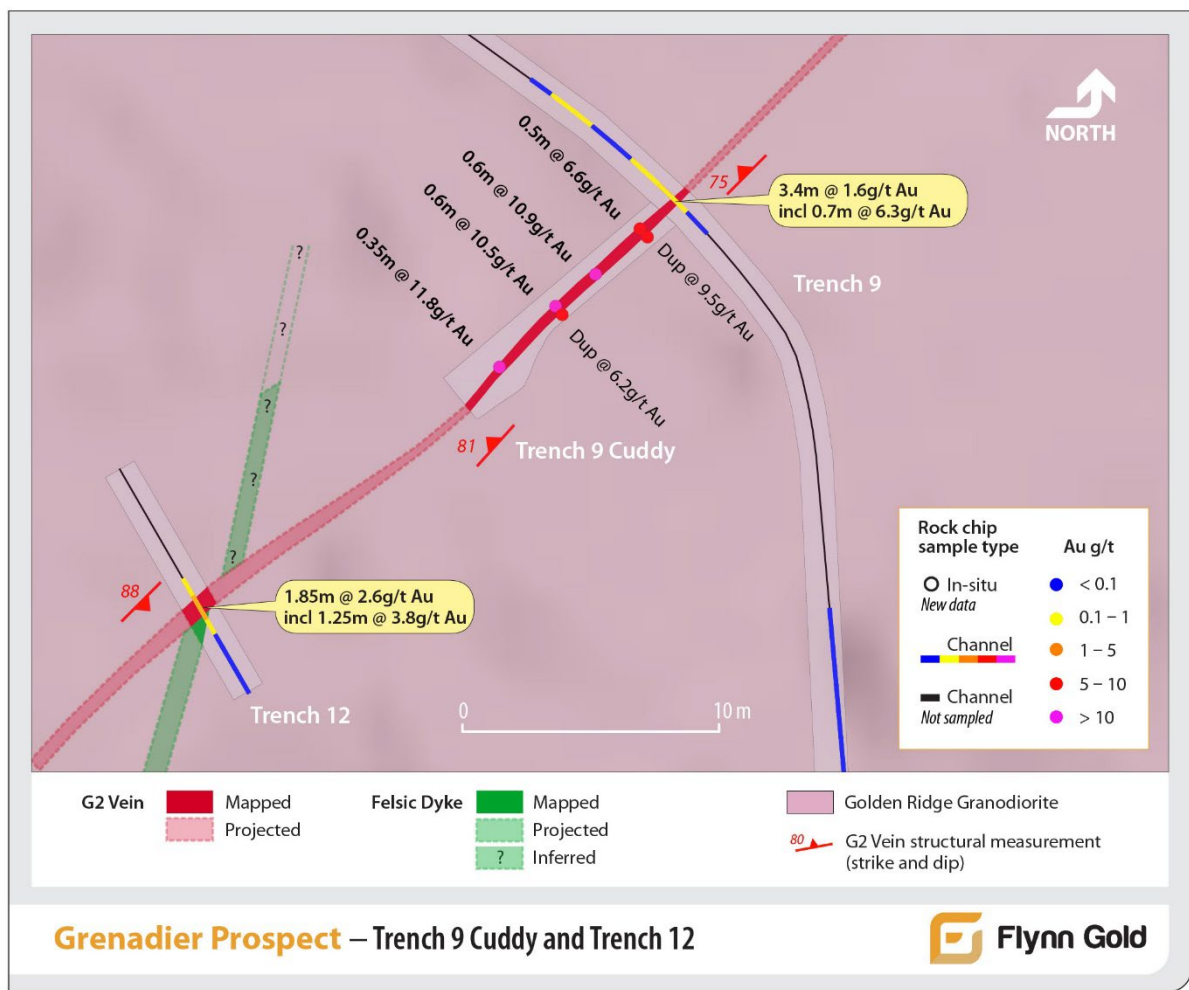 NORTH
0.5m @ 6.6g/t Au
0.6m @ 10.9g/t Au
0.6m @ 10.5g/t Au
0.35m @ 11.8g/t Au
75
3.4m @ 1.6g/t Au
incl 0.7m @ 6.3g/t Au
Dup @ 9.5g/t Au
Trench 9
Dup @ 6.2g/t Au
?
?
?
?
?
81
Trench 9 Cuddy
88
1.85m @ 2.6g/t Au
incl 1.25m @ 3.8g/t Au
Trench 12
0 10 m
Rock chip
sample type
In-situ
New data
Channel
Channel
Not sampled
Au g/t
< 0.1
0.1 – 1
1 – 5
5 – 10
> 10
G2 Vein
Mapped
Projected
Felsic Dyke
Mapped
Projected
? Inferred
Golden Ridge Granodiorite
80 G2 Vein structural measurement
(strike and dip)
Grenadier Prospect – Trench 9 Cuddy and Trench 12
Flynn Gold